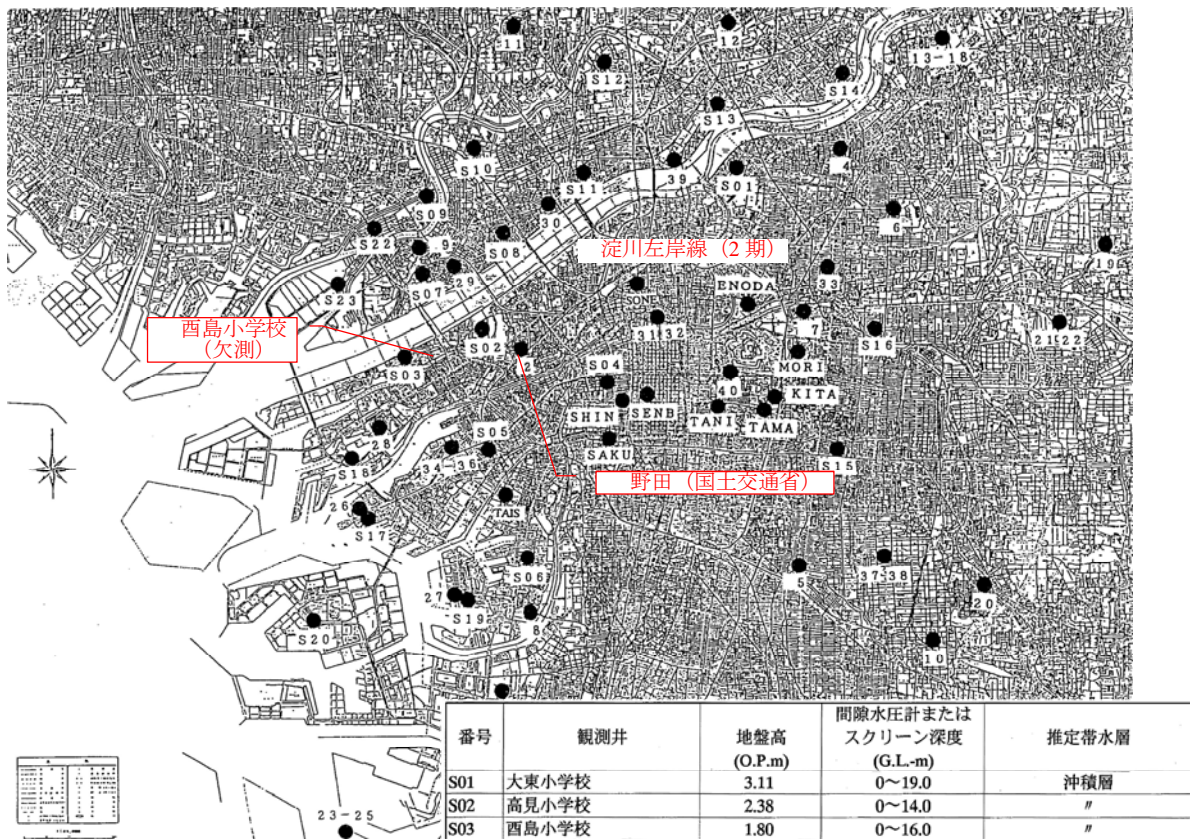 11
12
13-18
S12
S14
S13
S10
39
4
S11
S01
S09
30
6
S22
9
S08
淀川左岸線（2期）
19
29
33
S07
S23
SONE
ENODA
酉島小学校
（欠測）
31-32
7
S02
S16
21-22
2
S03
MORI
S04
40
KITA
SHIN
SENB
TANI
TAMA
28
S05
SAKU
S15
34-36
S18
野田（国土交通省）
TAIS
26
S17
S06
5
37-38
27
S19
20
8
S20
10
番号
観測井
地盤高
(O.P.m)
間隙水圧計または
スクリーン深度
(G.L.-m)
推定帯水層
S01 大東小学校 3.11 0～19.0 沖積層
S02 高見小学校 2.38 0～14.0 〃
S03 酉島小学校 1.80 0～16.0 〃
23-25